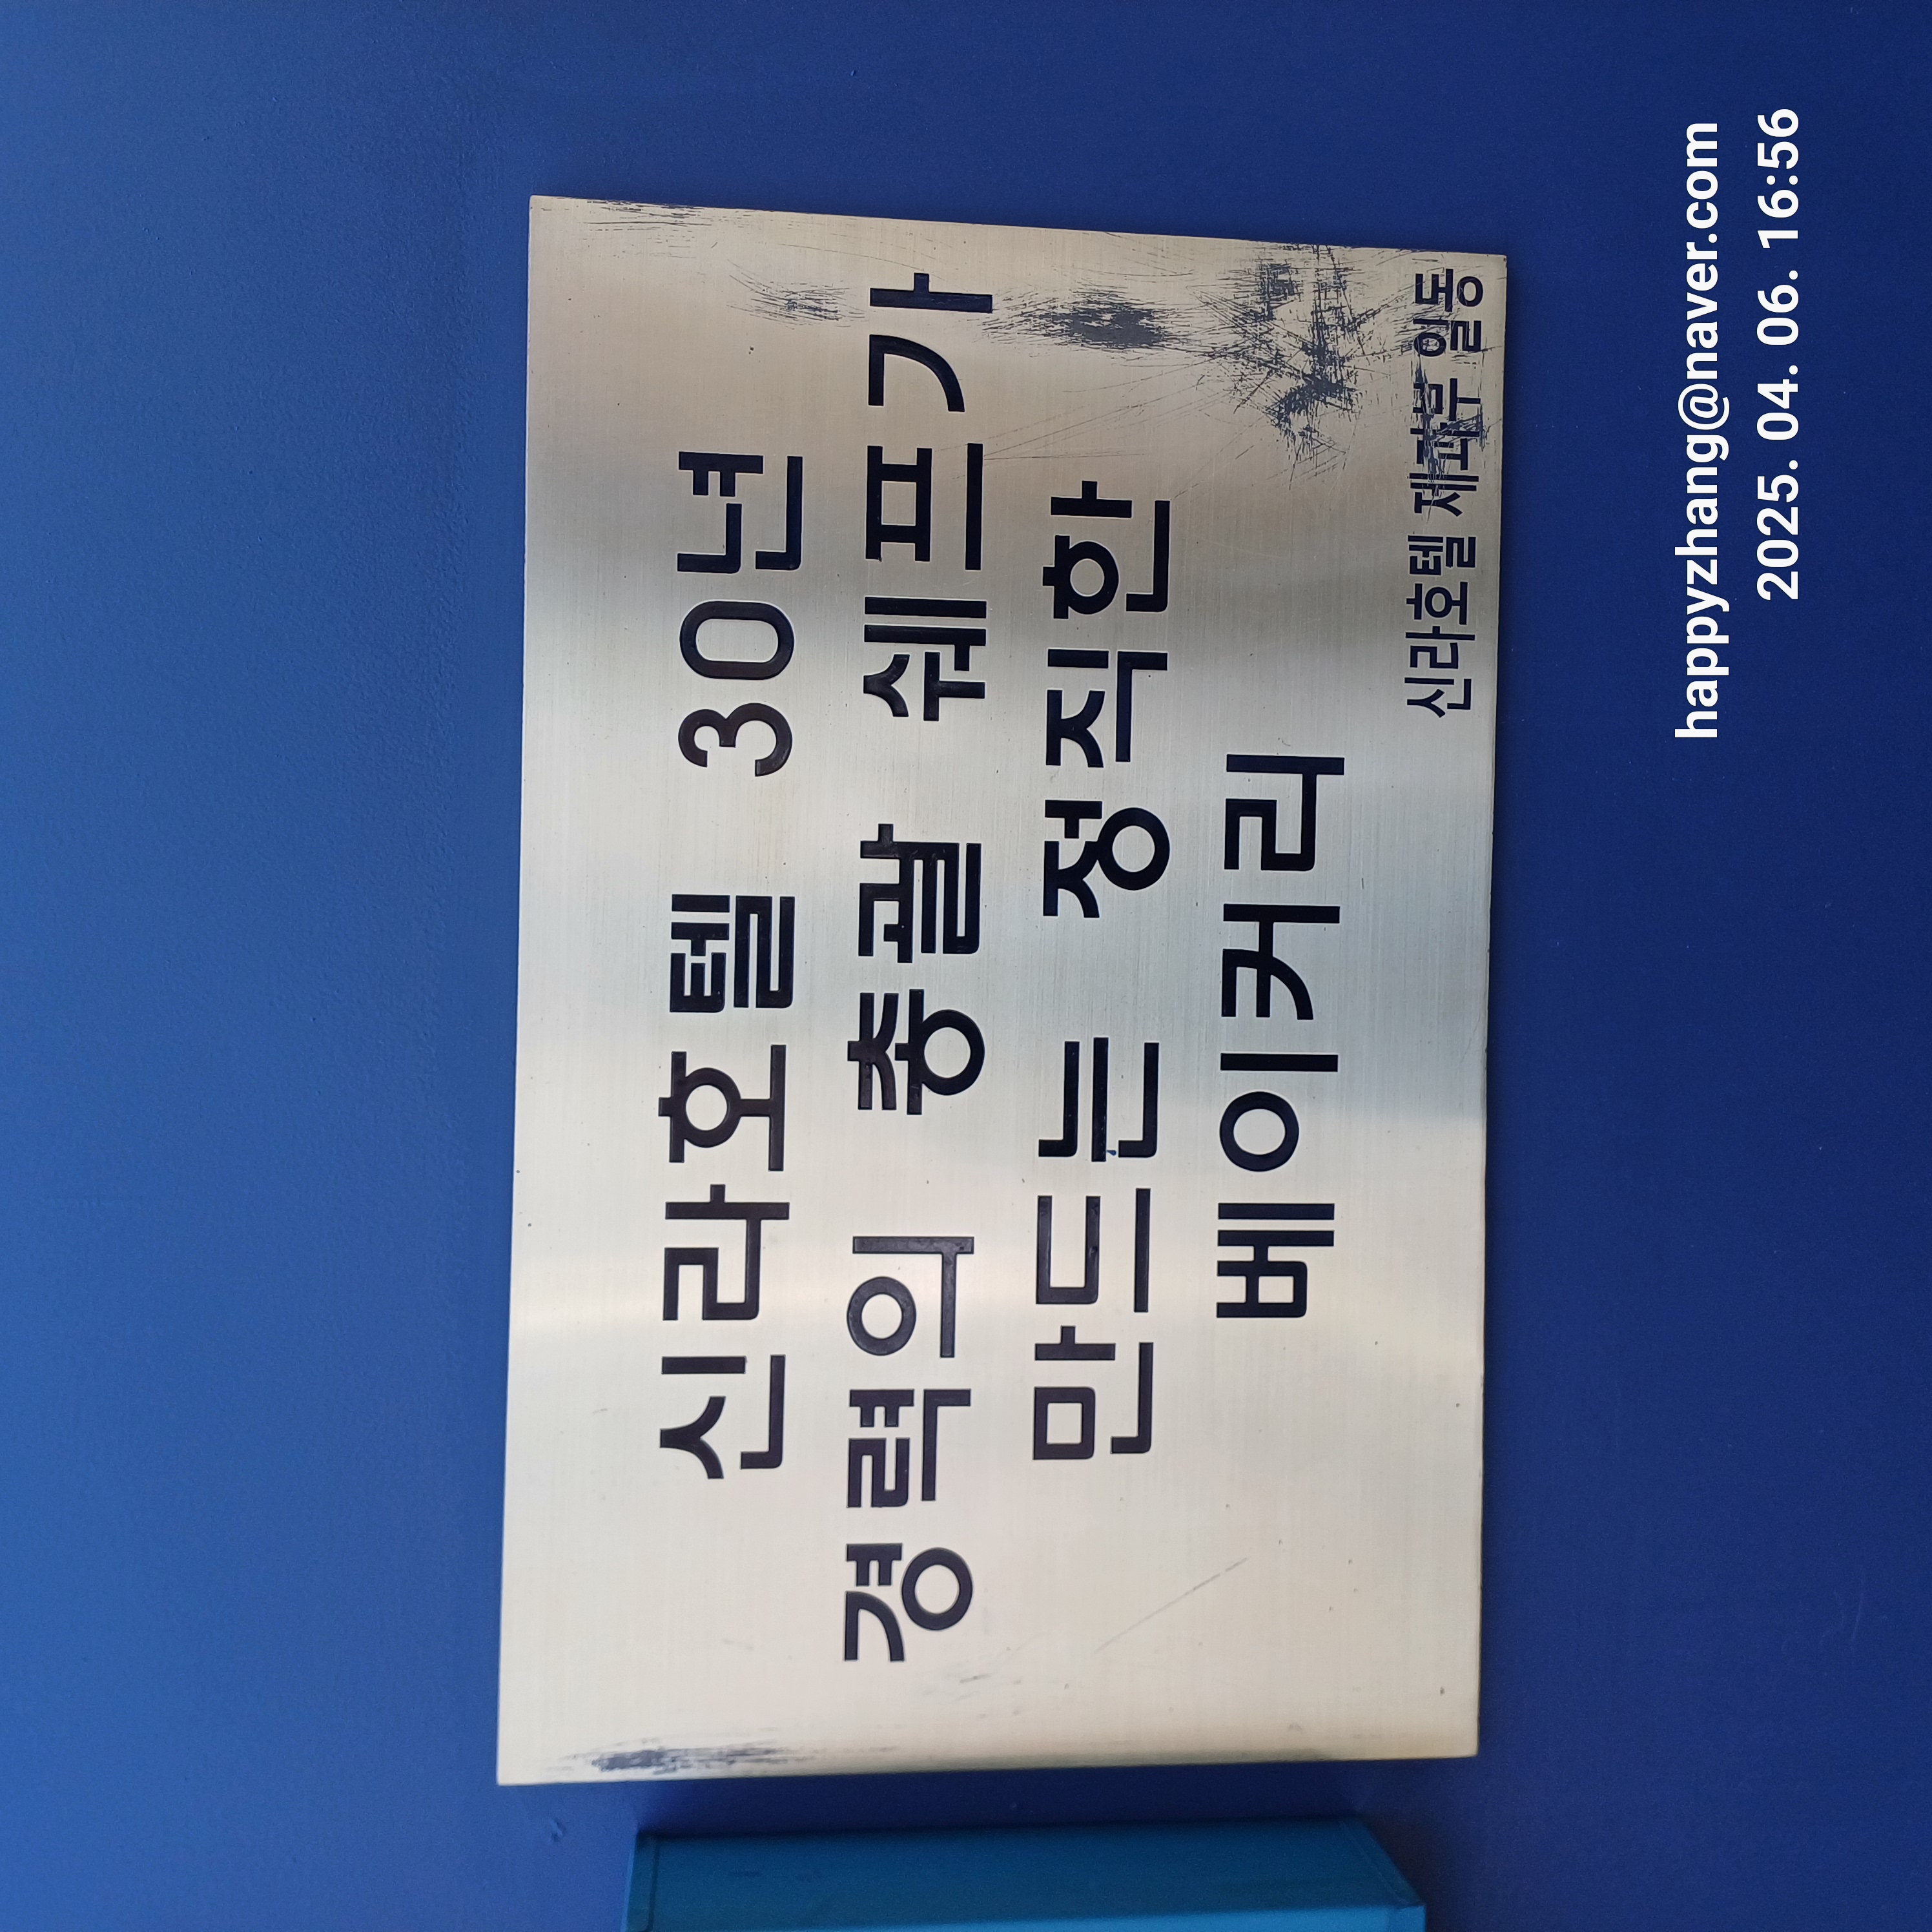 신라호텔 30년
경력의 총괄 쉐프가
만드는 정직한
베이커리
신라호텔 제과부 일동
happyzhang@naver.com
2025. 04. 06. 16:56